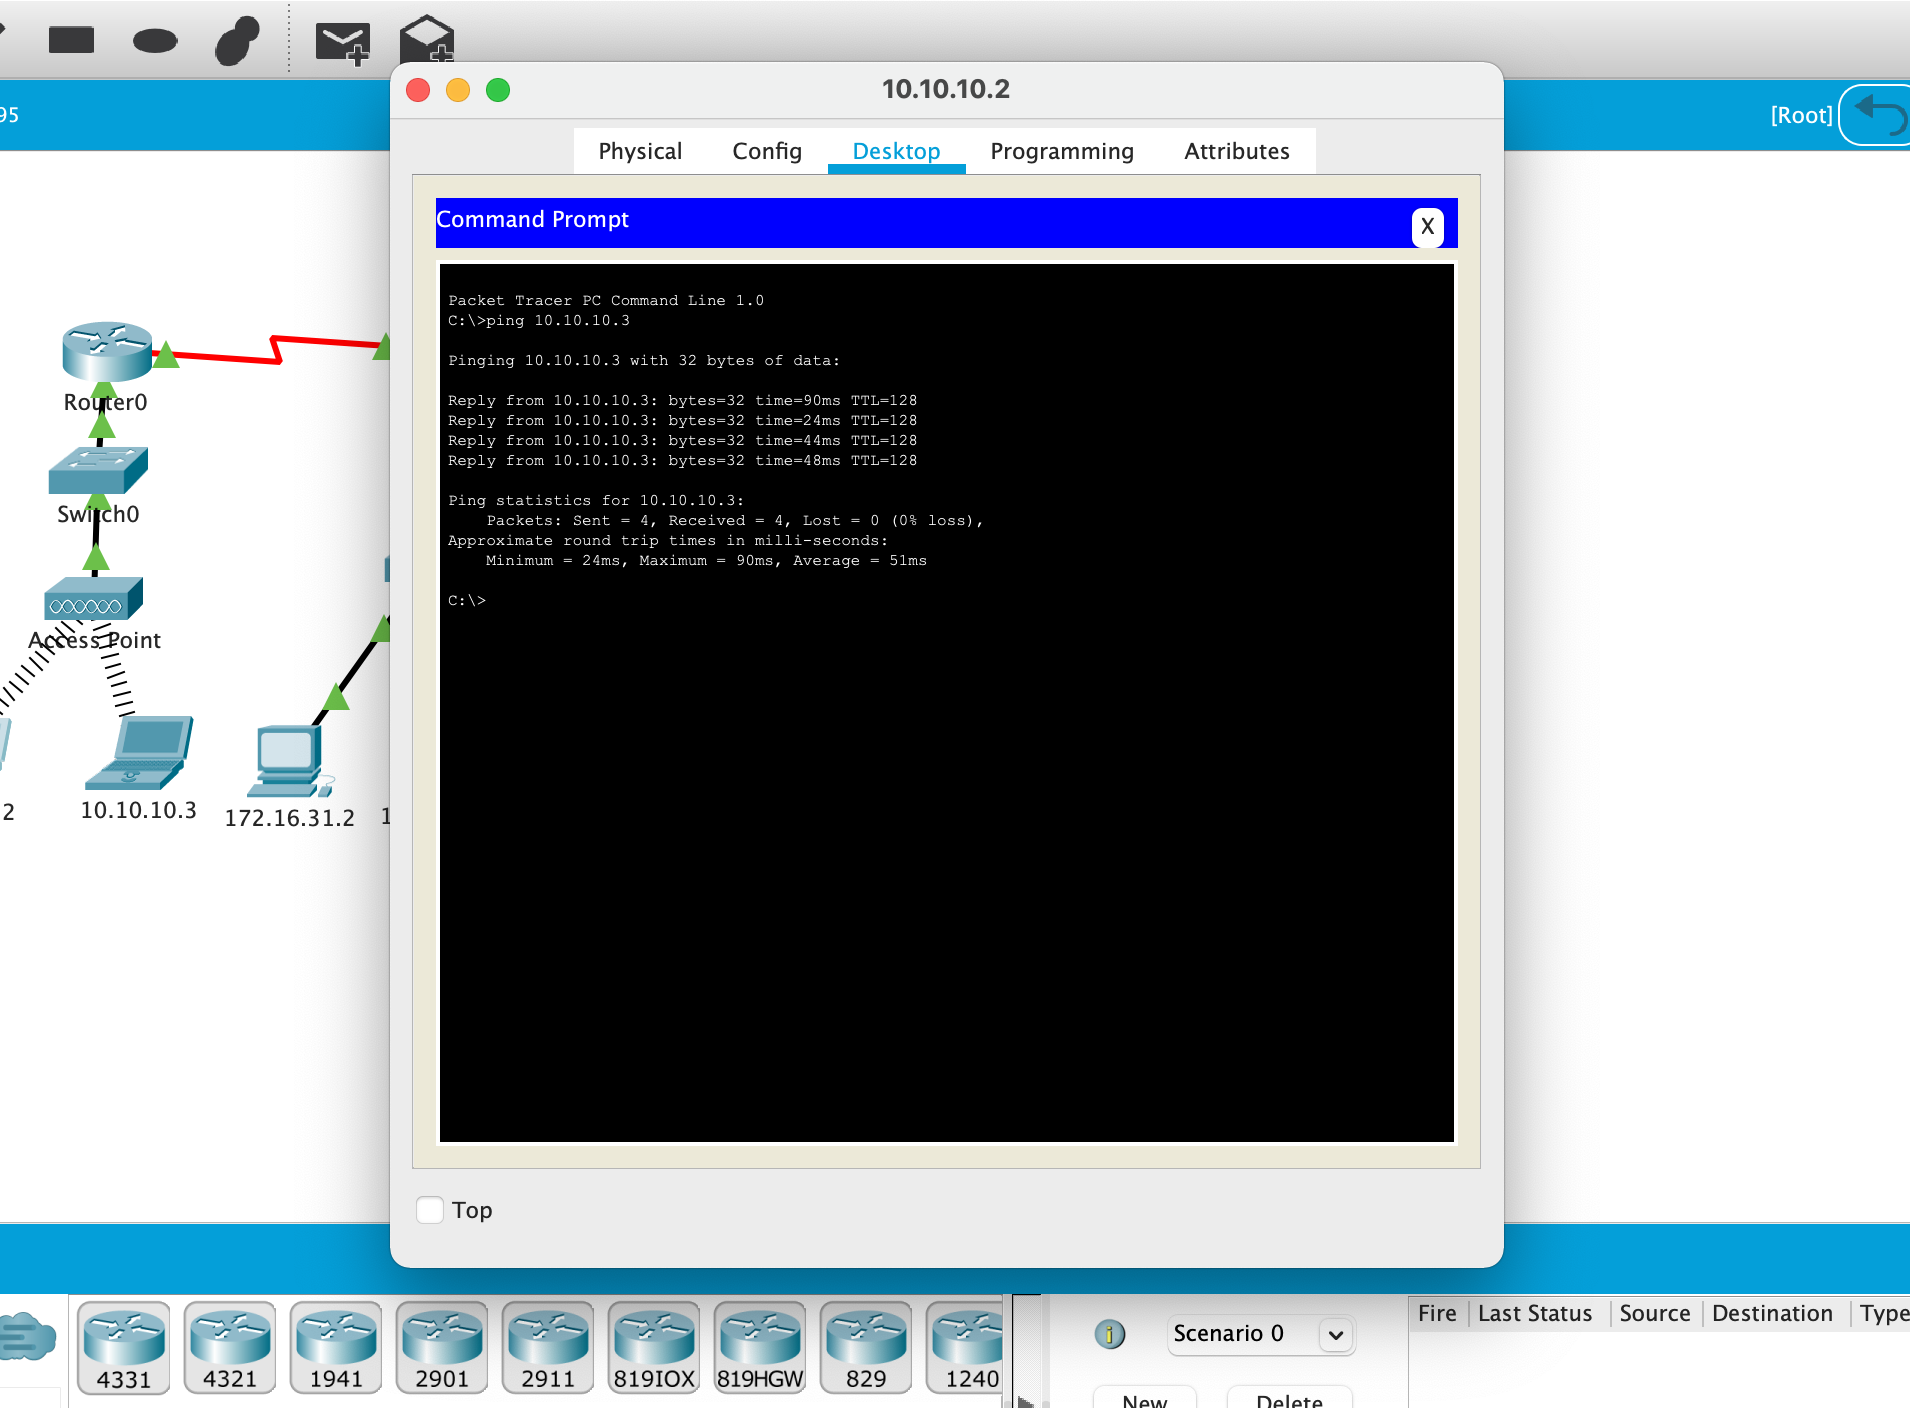 10.10.10.2
95
[Root]
Physical
Config
Desktop
Programming
Attributes
Command Prompt
X
Packet Tracer PC Command Line 1.0
C:\>ping 10.10.10.3
Pinging 10.10.10.3 with 32 bytes of data:
Reply from 10.10.10.3: bytes=32 time=90ms TTL=128
Reply from 10.10.10.3: bytes=32 time=24ms TTL=128
Reply from 10.10.10.3: bytes=32 time=44ms TTL=128
Reply from 10.10.10.3: bytes=32 time=48ms TTL=128
Ping statistics for 10.10.10.3:
Packets: Sent = 4, Received = 4, Lost = 0 (0% loss),
Approximate round trip times in milli-seconds:
Minimum = 24ms, Maximum = 90ms, Average = 51ms
C:\>
Router0
Switch0
Access Point
2
10.10.10.3
172.16.31.2
1
Top
4331
4321
1941
2901
2911
819IOX
819HGW
829
1240
Scenario 0
New
Delete
Fire
Last Status
Source
Destination
Type